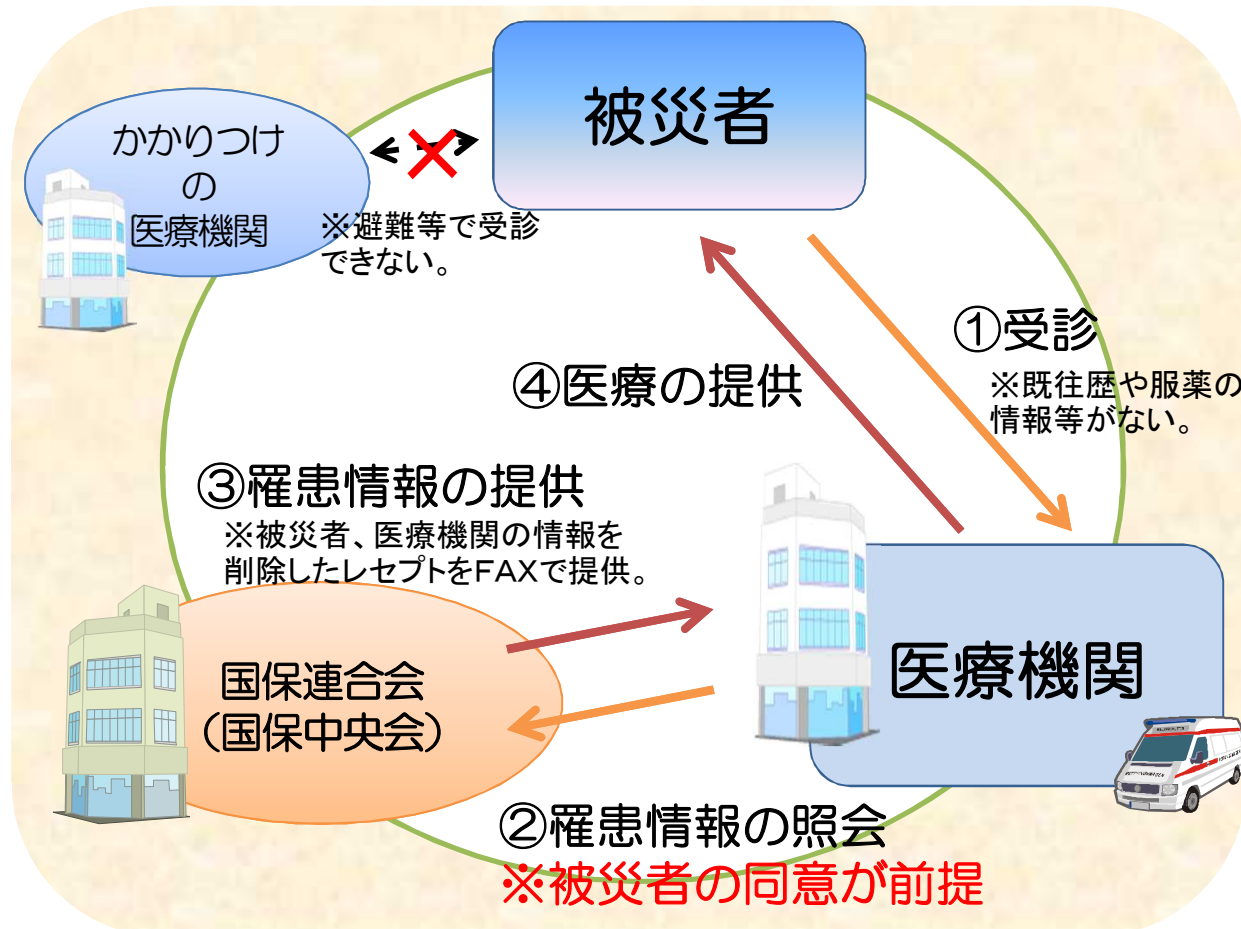 被災者
かかりつけ
の
医療機関
※避難等で受診
できない。
①受診
※既往歴や服薬の
情報等がない。
④医療の提供
③罹患情報の提供
※被災者、医療機関の情報を
削除したレセプトをFAXで提供。
国保連合会
（国保中央会）
医療機関
②罹患情報の照会
※被災者の同意が前提